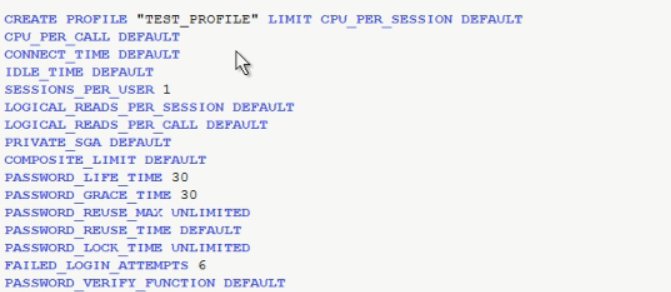 CREATE PROFILE "TEST_PROFILE" LIMIT CPU_PER_SESSION DEFAULT
CPU_PER_CALL DEFAULT
CONNECT_TIME DEFAULT
IDLE_TIME DEFAULT
SESSIONS_PER_USER 1
LOGICAL_READS_PER_SESSION DEFAULT
LOGICAL_READS_PER_CALL DEFAULT
PRIVATE_SGA DEFAULT
COMPOSITE_LIMIT DEFAULT
PASSWORD_LIFE_TIME 30
PASSWORD_GRACE_TIME 30
PASSWORD_REUSE_MAX UNLIMITED
PASSWORD_REUSE_TIME DEFAULT
PASSWORD_LOCK_TIME UNLIMITED
FAILED_LOGIN_ATTEMPTS 6
PASSWORD_VERIFY_FUNCTION DEFAULT